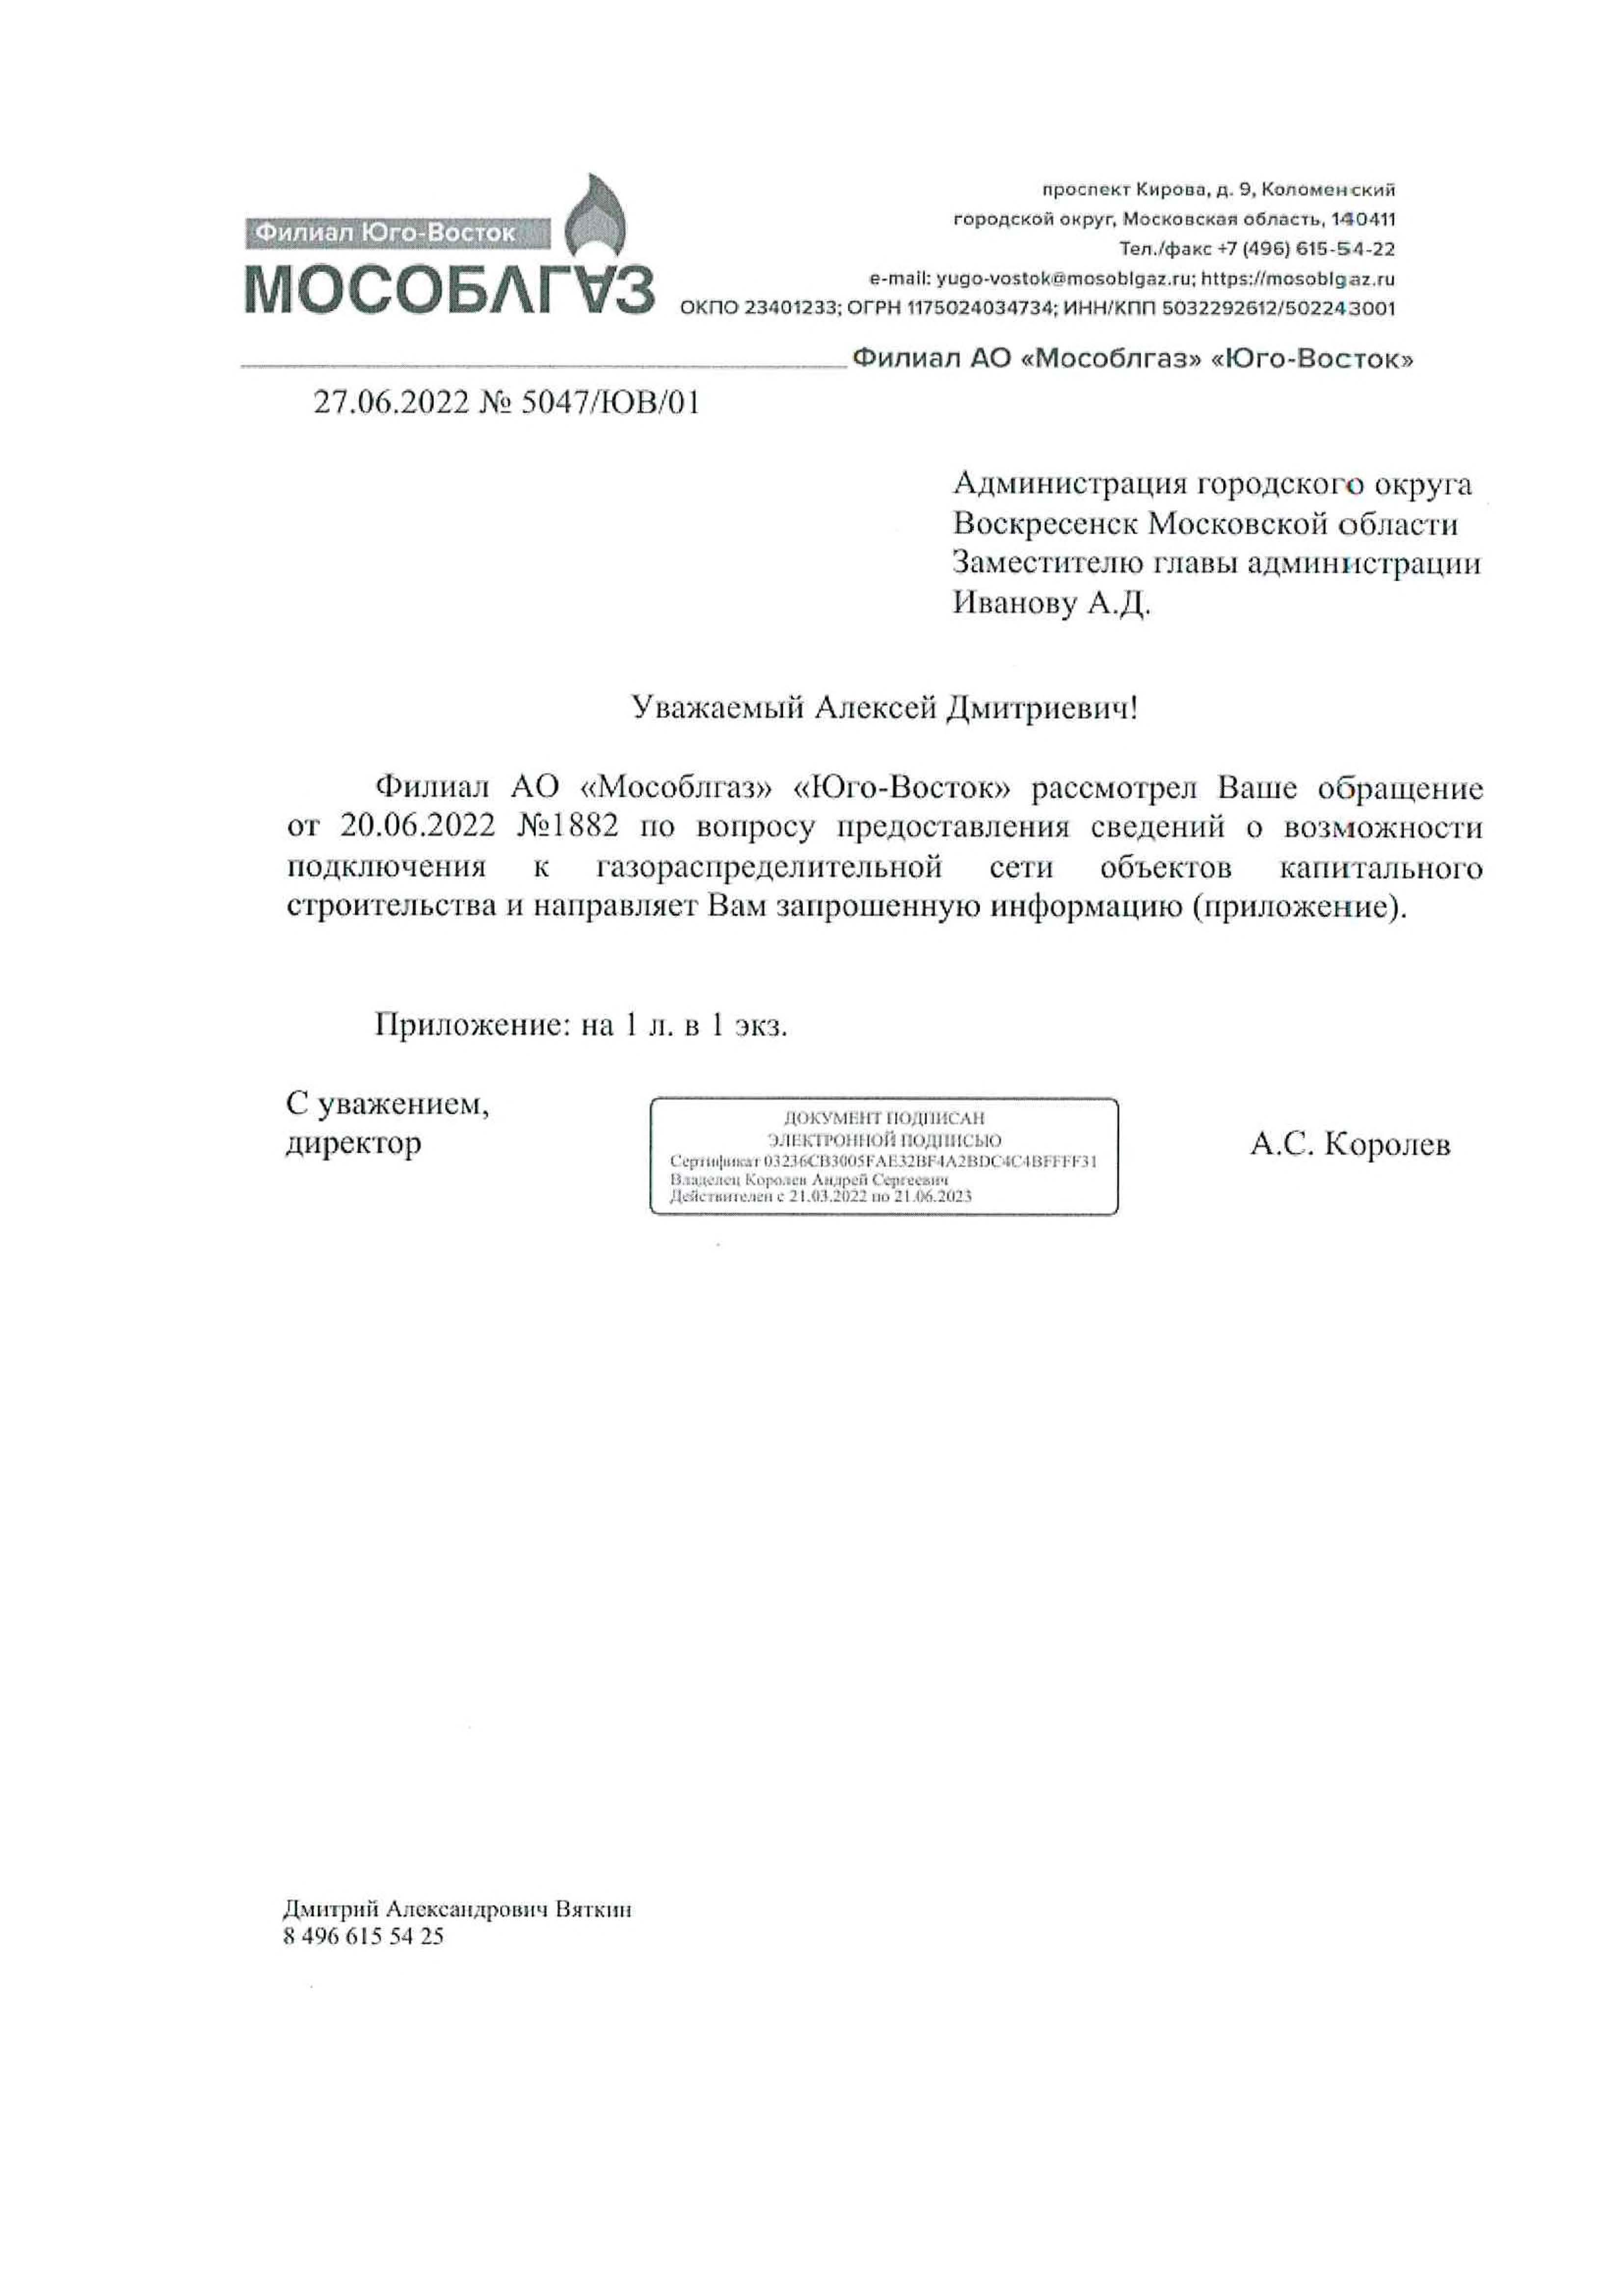 Филиал Юго-Восток
МОСОБЛГАЗ
проспект Кирова, д. 9, Коломенский
городской округ, Московская область, 140411
Тел./факс +7 (496) 615-54-22
e-mail: yugo-vostok@mosoblgaz.ru; https://mosoblgaz.ru
ОКПО 23401233; ОГРН 1175024034734; ИНН/КПП 5032292612/502243001
Филиал АО «Мособлгаз» «Юго-Восток»
27.06.2022 № 5047/ЮВ/01
Администрация городского округа
Воскресенск Московской области
Заместителю главы администрации
Иванову А.Д.
Уважаемый Алексей Дмитриевич!
Филиал АО «Мособлгаз» «Юго-Восток» рассмотрел Ваше обращение
от 20.06.2022 №1882 по вопросу предоставления сведений о возможности
подключения к газораспределительной сети объектов капитального
строительства и направляет Вам запрошенную информацию (приложение).
Приложение: на 1 л. в 1 экз.
С уважением,
директор
ДОКУМЕНТ ПОДПИСАН
ЭЛЕКТРОННОЙ ПОДПИСЬЮ
Сертификат 03236CB3005FAE32BF4A2BDC4C4BFFFF31
Владелец Королев Андрей Сергеевич
Действителен с 21.03.2022 по 21.06.2023
А.С. Королев
Дмитрий Александрович Вяткин
8 496 615 54 25